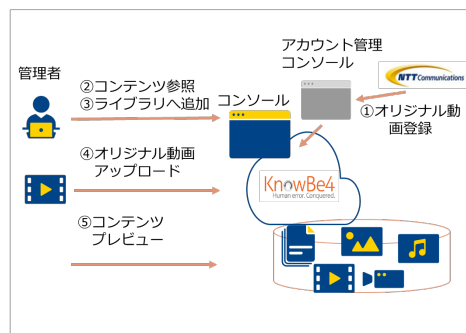 アカウント管理
コンソール
管理者
NTT Communications
②コンテンツ参照
③ライブラリへ追加
コンソール
①オリジナル動
画登録
④オリジナル動画
アップロード
KnowBe4
Human error. Conquered.
⑤コンテンツ
プレビュー